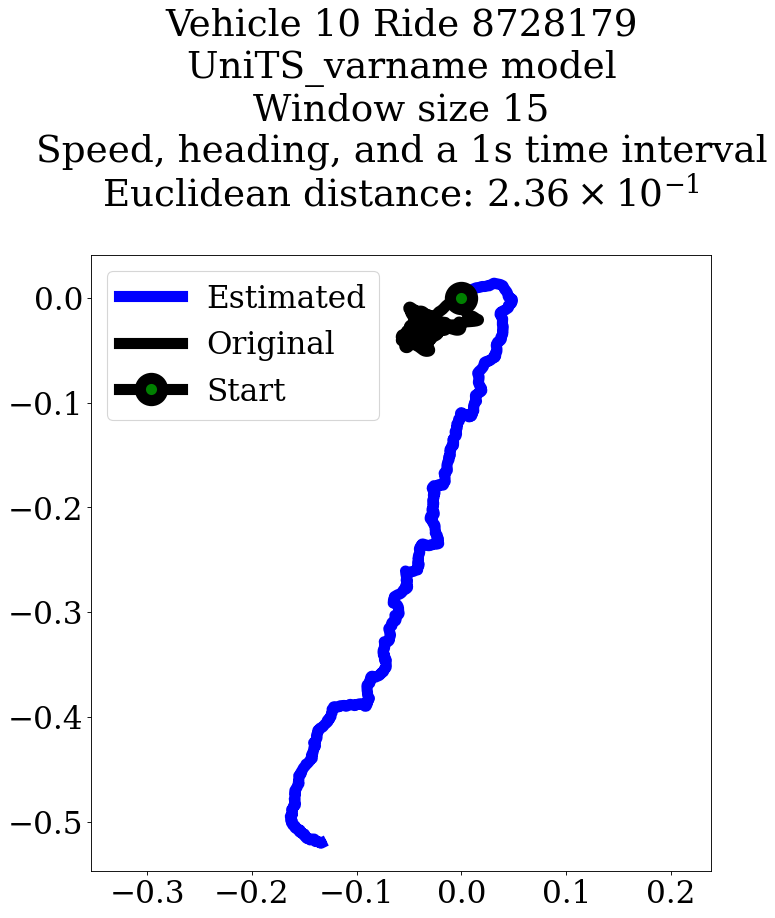 Vehicle 10 Ride 8728179
UniTS_varname model
Window size 15
Speed, heading, and a 1s time interval
Euclidean distance: 2.36 × 10⁻¹
Estimated
Original
Start
0.0
−0.1
−0.2
−0.3
−0.4
−0.5
−0.3 −0.2 −0.1 0.0 0.1 0.2